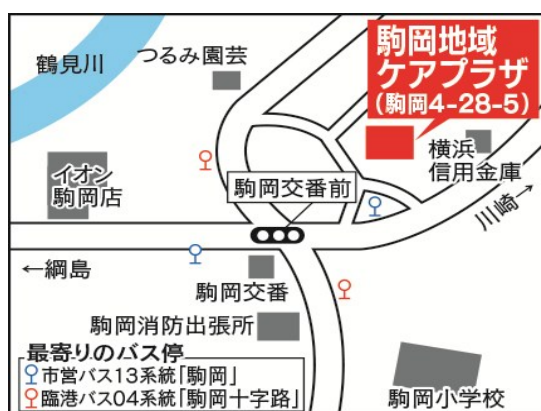 鶴見川
つるみ園芸
駒岡地域
ケアプラザ
(駒岡4-28-5)
横浜
信用金庫
イオン
駒岡店
駒岡交番前
川崎→
←綱島
駒岡交番
駒岡消防出張所
最寄りのバス停
市営バス13系統「駒岡」
臨港バス04系統「駒岡十字路」
駒岡小学校